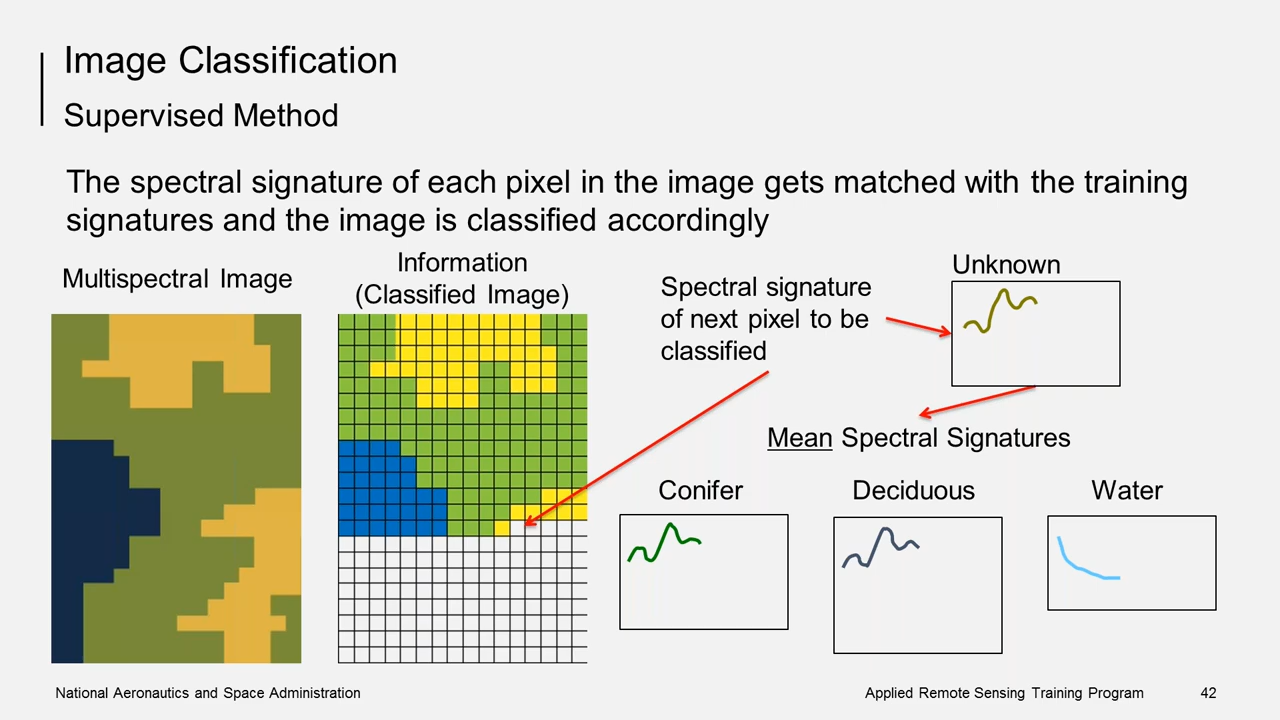 Image Classification
Supervised Method
The spectral signature of each pixel in the image gets matched with the training
signatures and the image is classified accordingly
Multispectral Image
Information
(Classified Image)
Spectral signature
of next pixel to be
classified
Unknown
Mean Spectral Signatures
Conifer
Deciduous
Water
National Aeronautics and Space Administration
Applied Remote Sensing Training Program
42